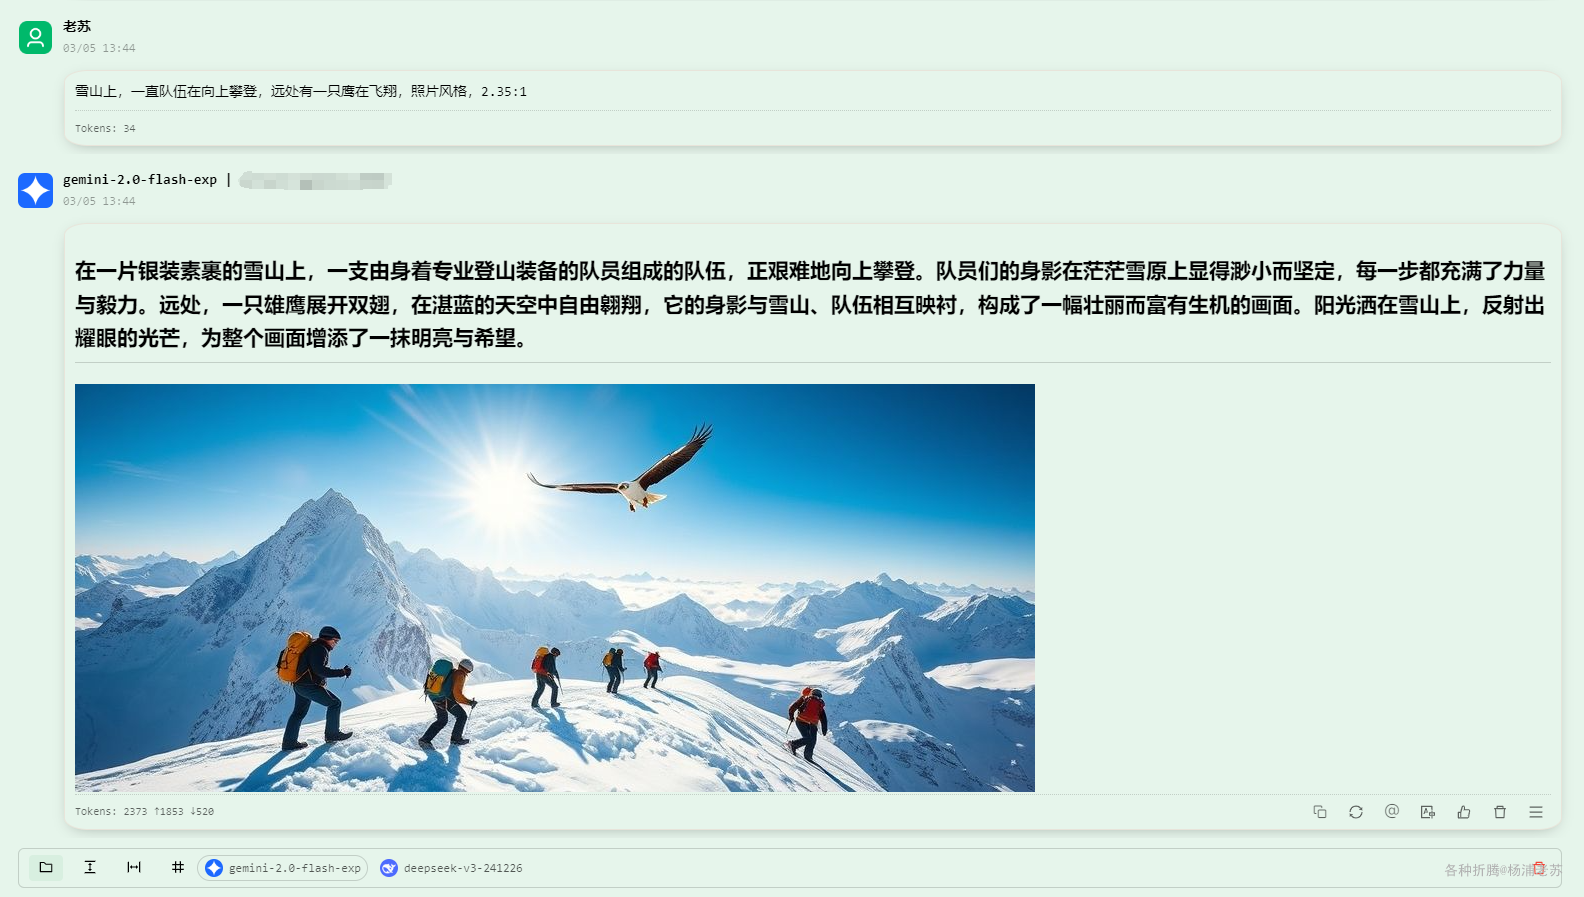 老苏
03/05 13:44
雪山上，一直队伍在向上攀登，远处有一只鹰在飞翔，照片风格，2.35:1
Tokens: 34
gemini-2.0-flash-exp |
03/05 13:44
在一片银装素裹的雪山上，一支由身着专业登山装备的队员组成的队伍，正艰难地向上攀登。队员们的身影在茫茫雪原上显得渺小而坚定，每一步都充满了力量
与毅力。远处，一只雄鹰展开双翅，在湛蓝的天空中自由翱翔，它的身影与雪山、队伍相互映衬，构成了一幅壮丽而富有生机的画面。阳光洒在雪山上，反射出
耀眼的光芒，为整个画面增添了一抹明亮与希望。
Tokens: 2373 ↑1853 ↓520
gemini-2.0-flash-exp deepseek-v3-241226
各种折腾@杨浦老苏